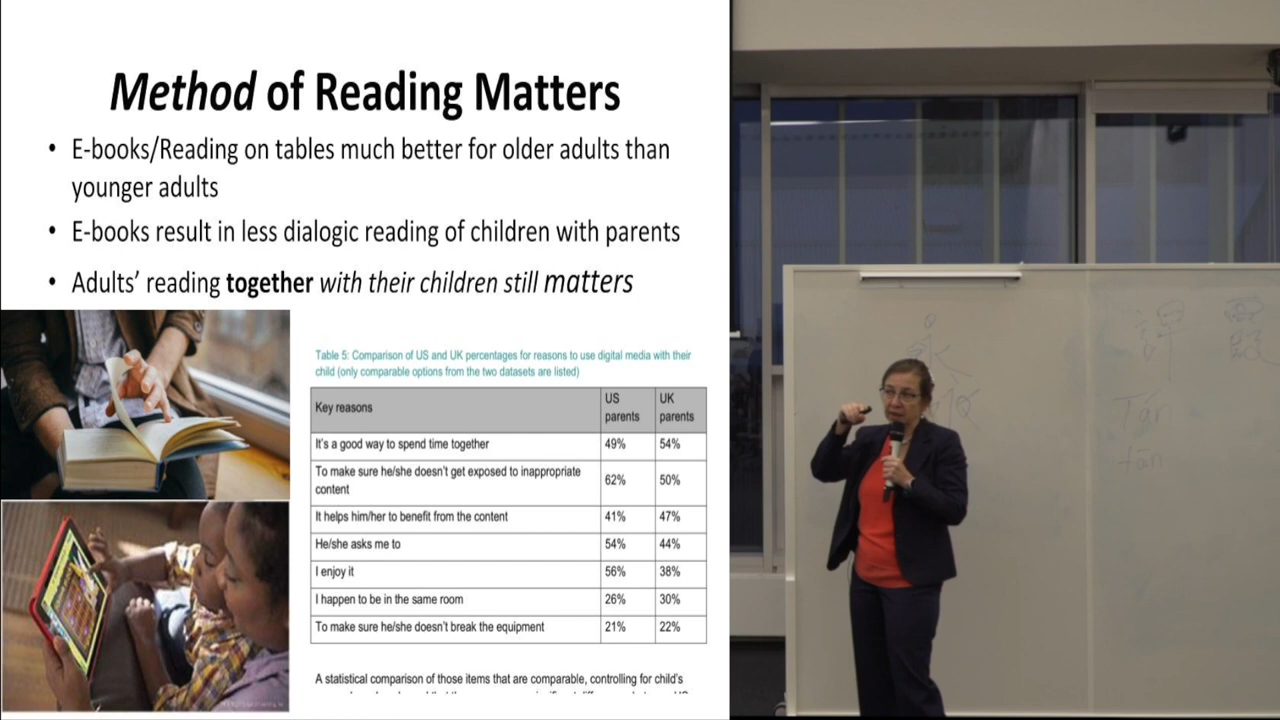 Method of Reading Matters
• E-books/Reading on tables much better for older adults than
younger adults
• E-books result in less dialogic reading of children with parents
• Adults’ reading together with their children still matters
Table 5: Comparison of US and UK percentages for reasons to use digital media with their
child (only comparable options from the two datasets are listed)
Key reasons US parents UK parents
It's a good way to spend time together 49% 54%
To make sure he/she doesn't get exposed to inappropriate
content 62% 50%
It helps him/her to benefit from the content 41% 47%
He/she asks me to 54% 44%
I enjoy it 56% 38%
I happen to be in the same room 26% 30%
To make sure he/she doesn't break the equipment 21% 22%
A statistical comparison of those items that are comparable, controlling for child's
Tán
tān